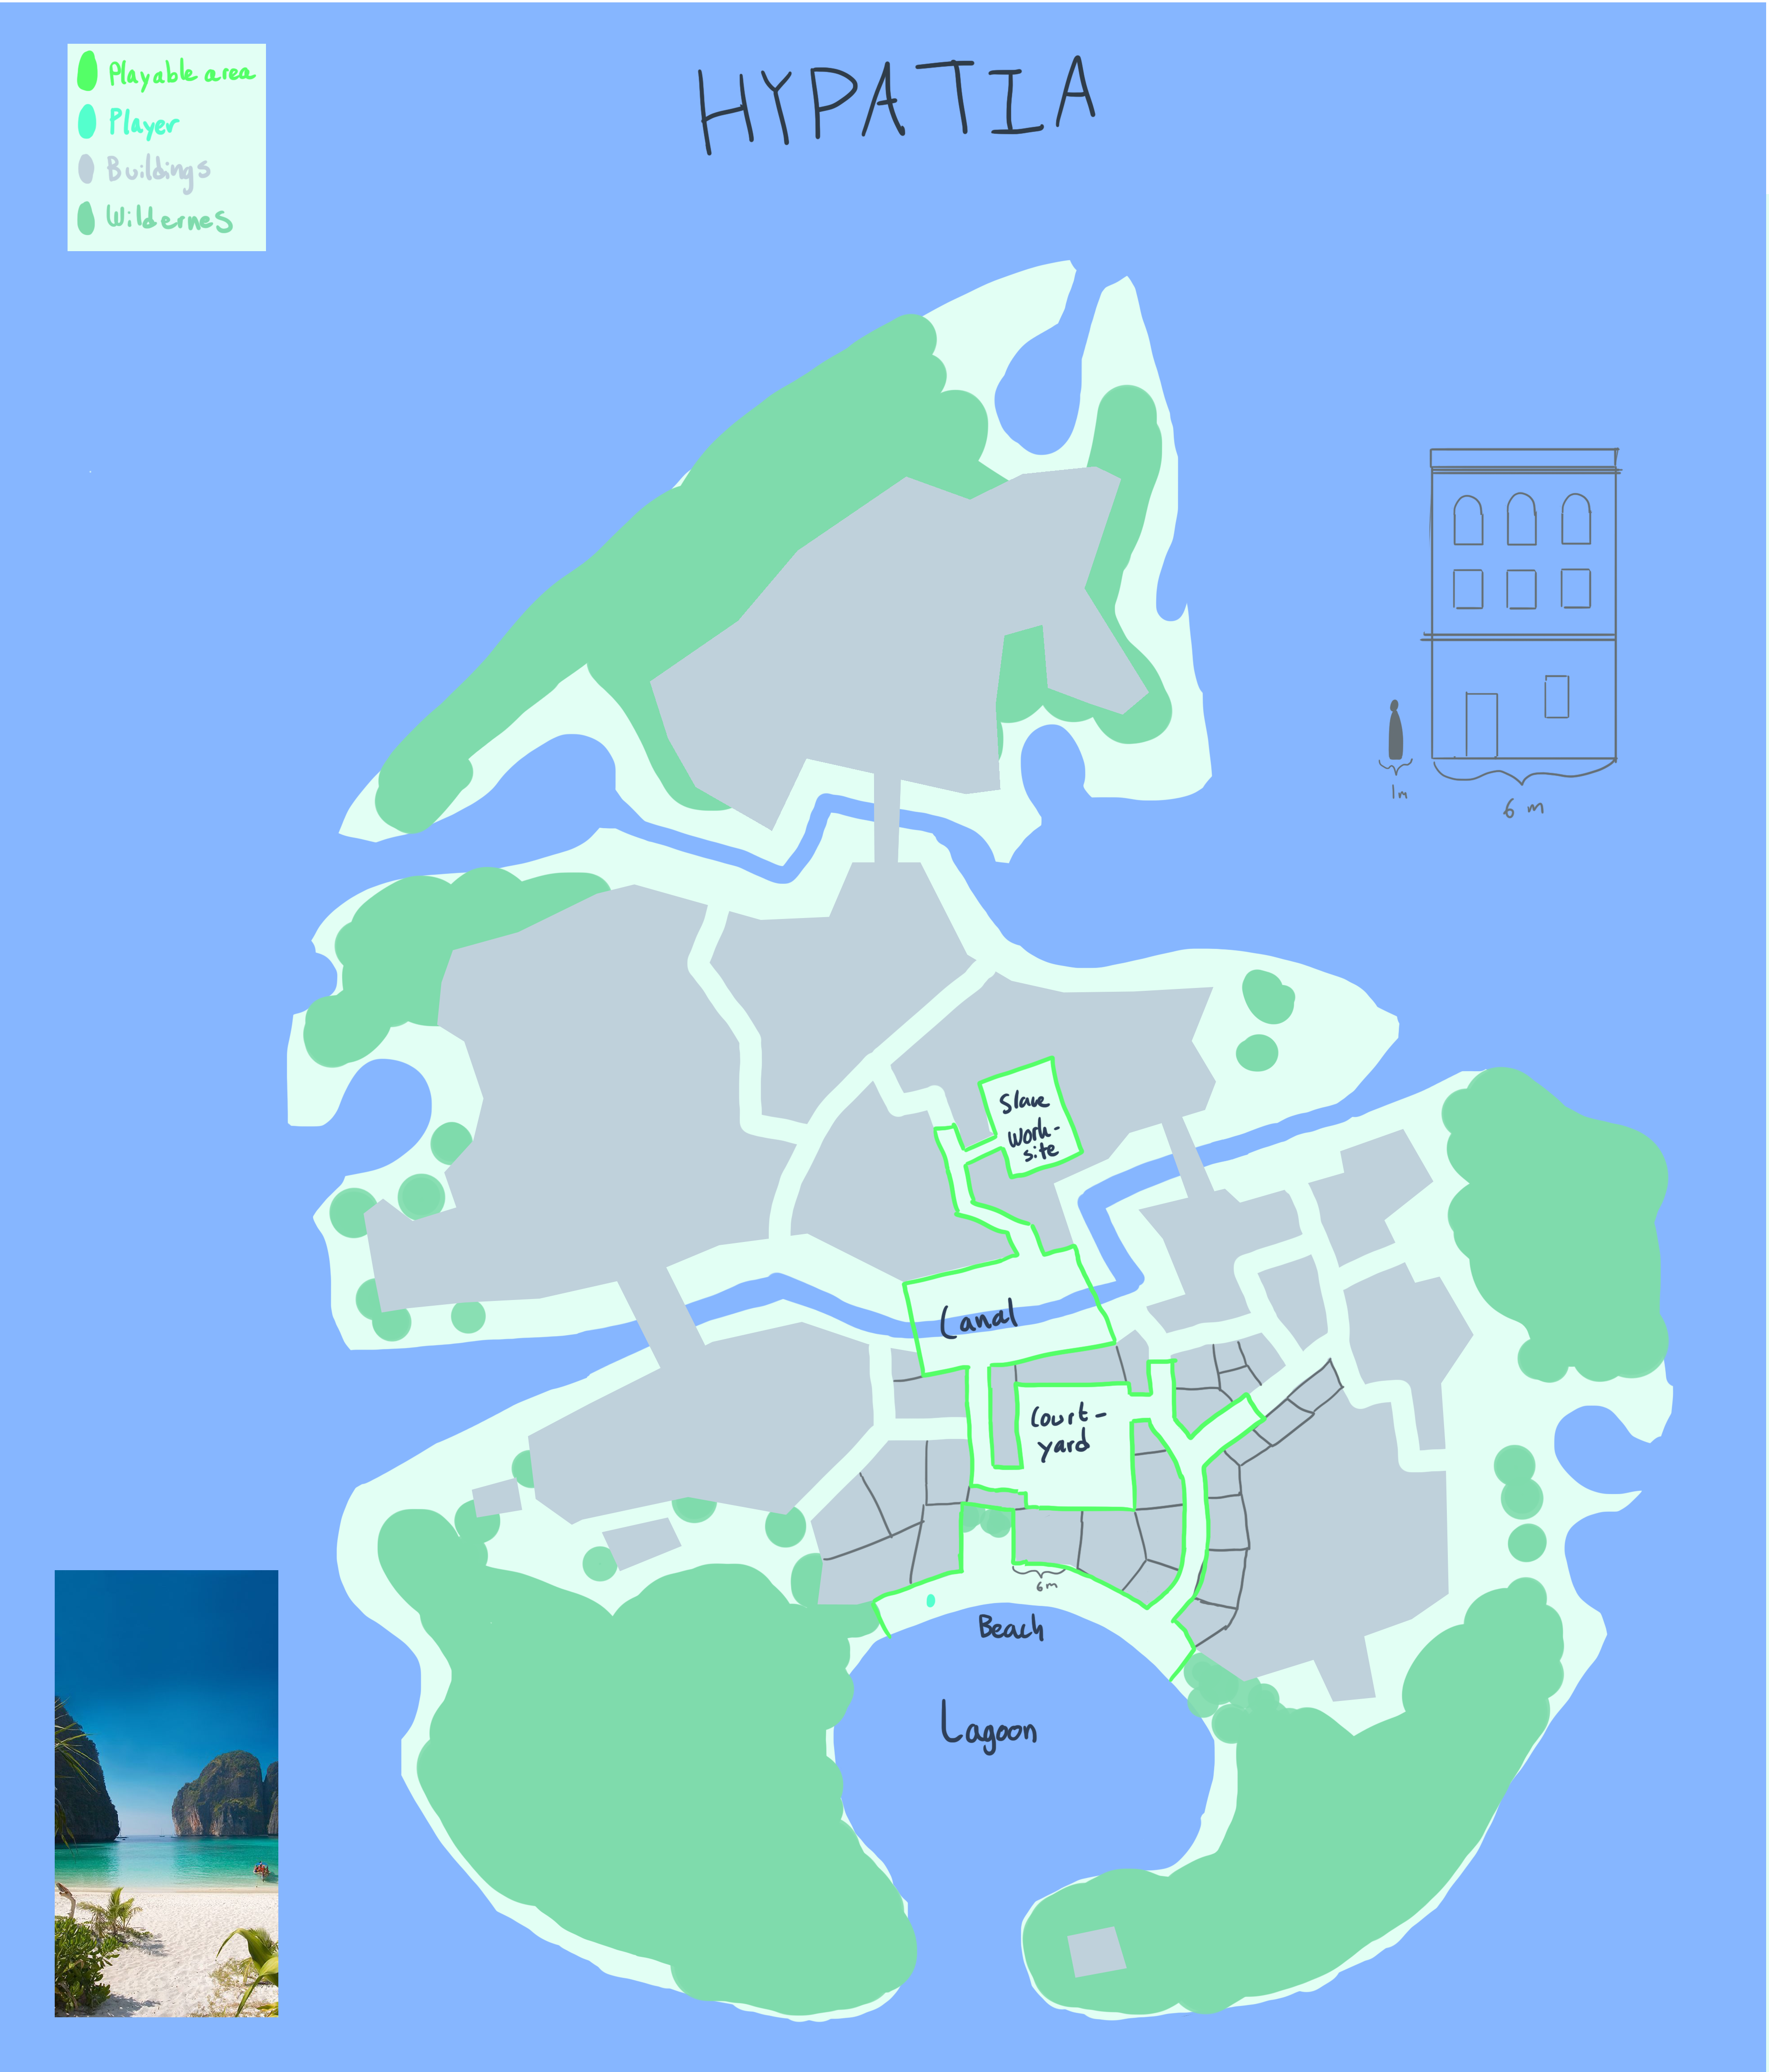 HYPATIA
Playable area
Player
Buildings
Wildernes
1m
6 m
Slave
Work-
site
Canal
Court-
yard
6m
Beach
Lagoon